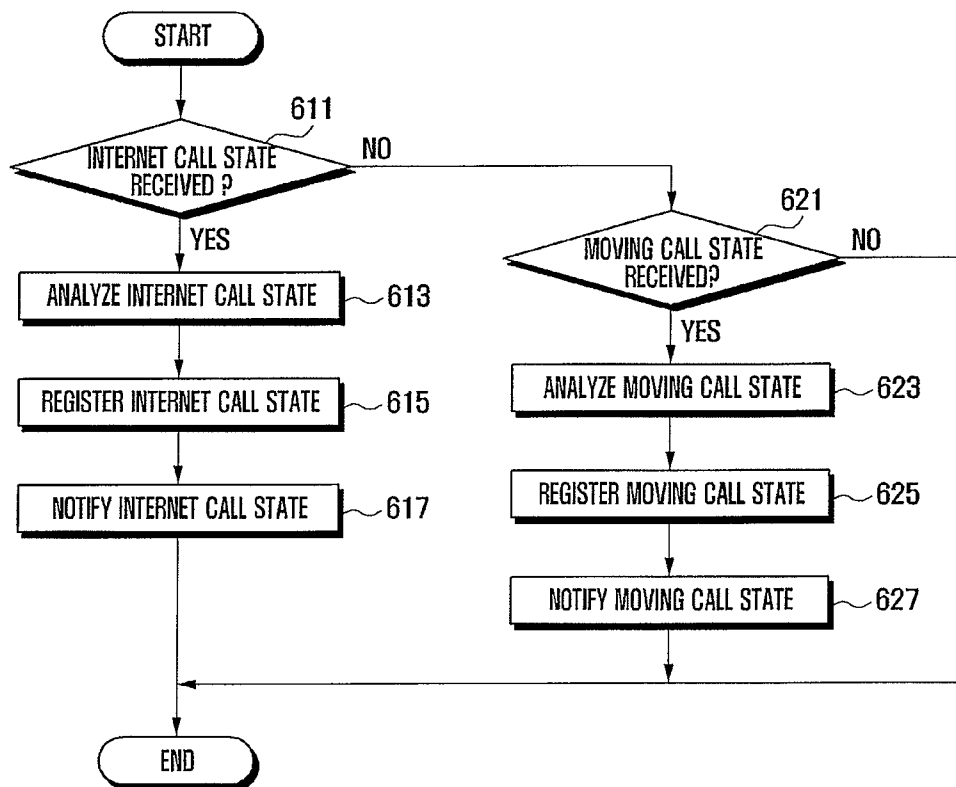 START
611
INTERNET CALL STATE
RECEIVED ?
NO
YES
621
MOVING CALL STATE
RECEIVED?
NO
YES
ANALYZE INTERNET CALL STATE
613
REGISTER INTERNET CALL STATE
615
NOTIFY INTERNET CALL STATE
617
ANALYZE MOVING CALL STATE
623
REGISTER MOVING CALL STATE
625
NOTIFY MOVING CALL STATE
627
END